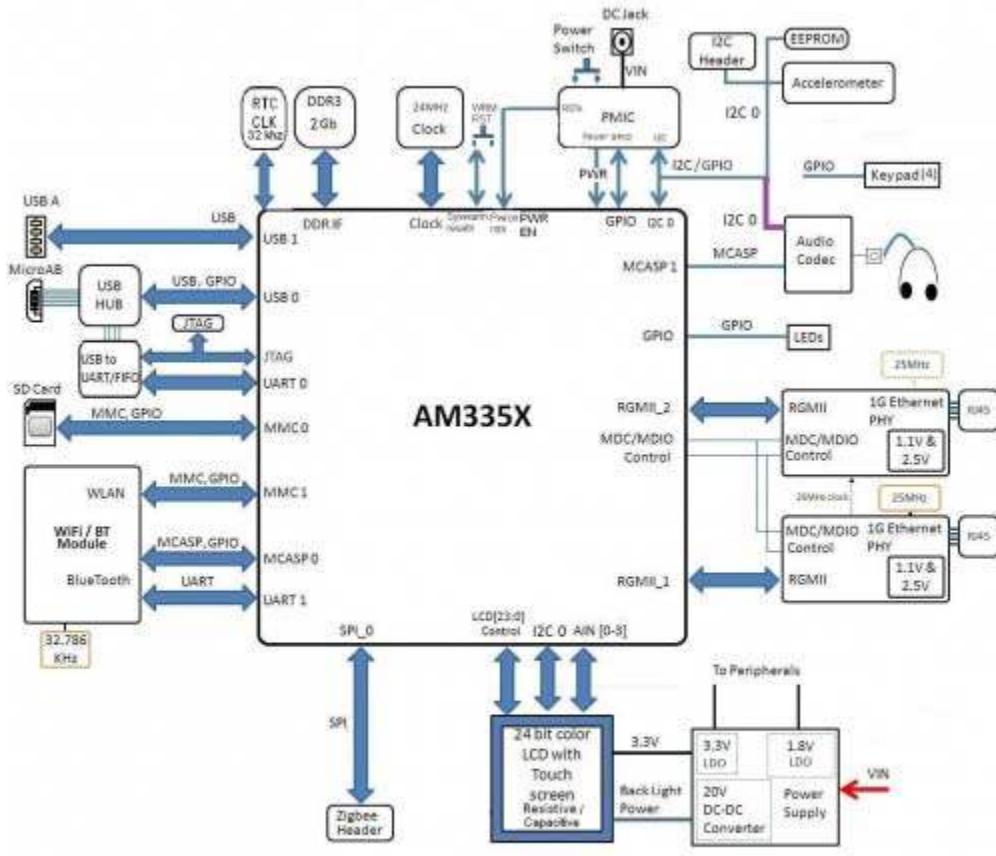 DC Jack
Power
Switch
VIN
I2C
Header
EEPROM
Accelerometer
I2C 0
RTC
CLK
32 khz
DDR3
2Gb
24MHz
Clock
WRM
RST
PMIC
I2C
PWR
I2C/GPIO
GPIO
Keypad(4)
USB A
USB
USB 1
DDR IF
Clock
PWR
EN
GPIO
I2C 0
I2C 0
Audio
Codec
MCASP
MCASP 1
MicroAB
USB
HUB
USB, GPIO
USB 0
JTAG
USB to
UART/FIFO
JTAG
UART 0
GPIO
GPIO
LEDs
SD Card
MMC, GPIO
MMC 0
AM335X
RGMII_2
MDC/MDIO
Control
25MHz
RGMII
1G Ethernet
PHY
MDC/MDIO
Control
1.1V &
2.5V
RJ45
WLAN
MMC, GPIO
MMC 1
WiFi / BT
Module
MCASP, GPIO
MCASP 0
BlueTooth
UART
UART 1
32.786
KHz
25MHz
MDC/MDIO
Control
1G Ethernet
PHY
RGMII
1.1V &
2.5V
RJ45
RGMII_1
SPI_0
LCD[23:0]
Control
I2C 0
AIN [0-3]
SPI
Zigbee
Header
24 bit color
LCD with
Touch
screen
Resistive /
Capacitive
3.3V
Back Light
Power
To Peripherals
3.3V
LDO
1.8V
LDO
20V
DC-DC
Converter
Power
Supply
VIN